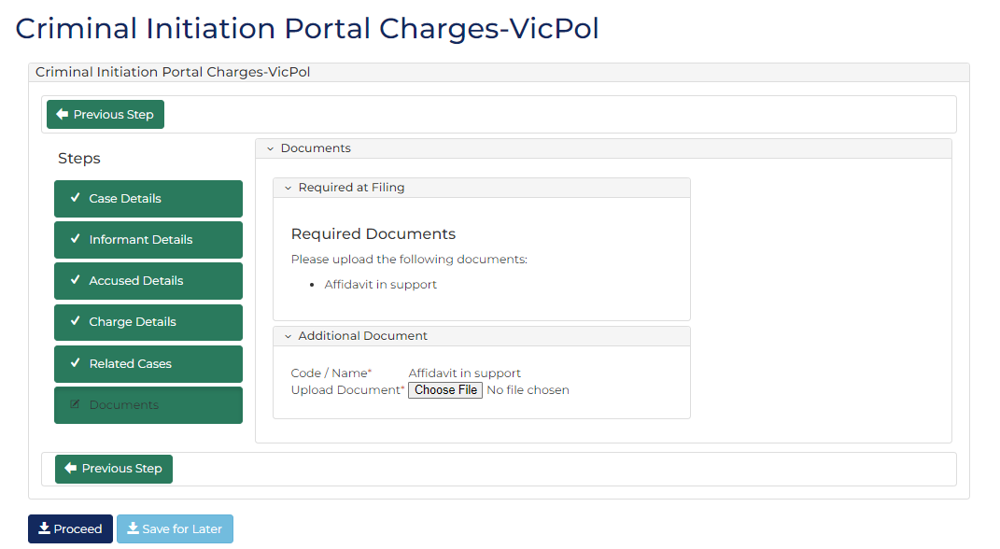 Criminal Initiation Portal Charges-VicPol
Criminal Initiation Portal Charges-VicPol
Previous Step
Steps
Case Details
Informant Details
Accused Details
Charge Details
Related Cases
Documents
Documents
Required at Filing
Required Documents
Please upload the following documents:
• Affidavit in support
Additional Document
Code / Name* Affidavit in support
Upload Document* Choose File No file chosen
Previous Step
Proceed Save for Later